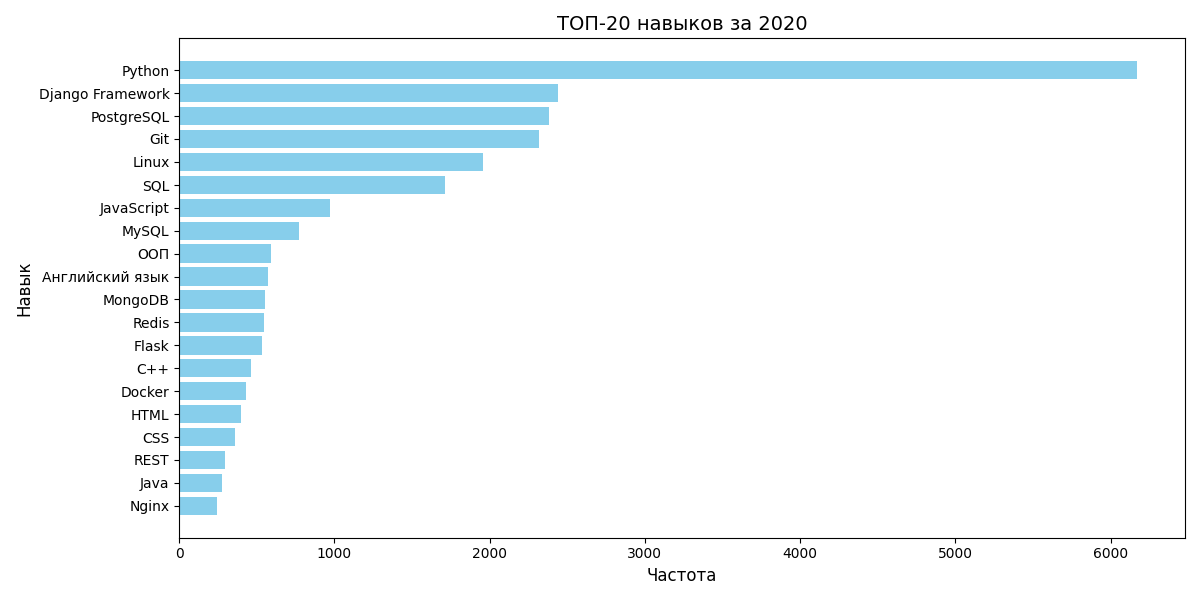 ТОП-20 навыков за 2020
Python
Django Framework
PostgreSQL
Git
Linux
SQL
JavaScript
MySQL
ООП
Английский язык
MongoDB
Redis
Flask
C++
Docker
HTML
CSS
REST
Java
Nginx
Навык
0 1000 2000 3000 4000 5000 6000
Частота